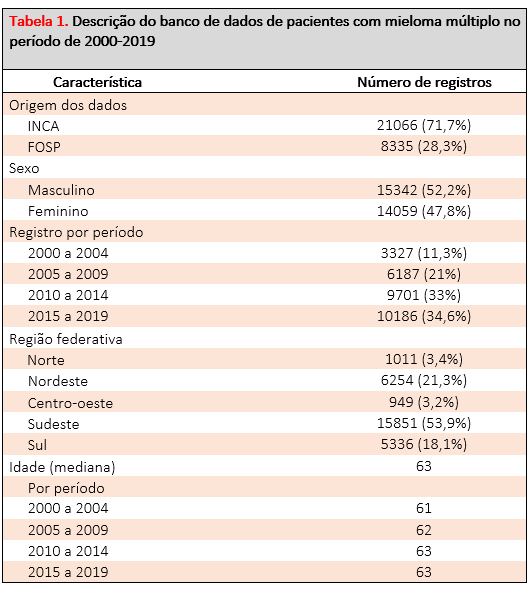 Tabela 1. Descrição do banco de dados de pacientes com mieloma múltiplo no
período de 2000-2019
Característica Número de registros
Origem dos dados
INCA 21066 (71,7%)
FOSP 8335 (28,3%)
Sexo
Masculino 15342 (52,2%)
Feminino 14059 (47,8%)
Registro por período
2000 a 2004 3327 (11,3%)
2005 a 2009 6187 (21%)
2010 a 2014 9701 (33%)
2015 a 2019 10186 (34,6%)
Região federativa
Norte 1011 (3,4%)
Nordeste 6254 (21,3%)
Centro-oeste 949 (3,2%)
Sudeste 15851 (53,9%)
Sul 5336 (18,1%)
Idade (mediana) 63
Por período
2000 a 2004 61
2005 a 2009 62
2010 a 2014 63
2015 a 2019 63